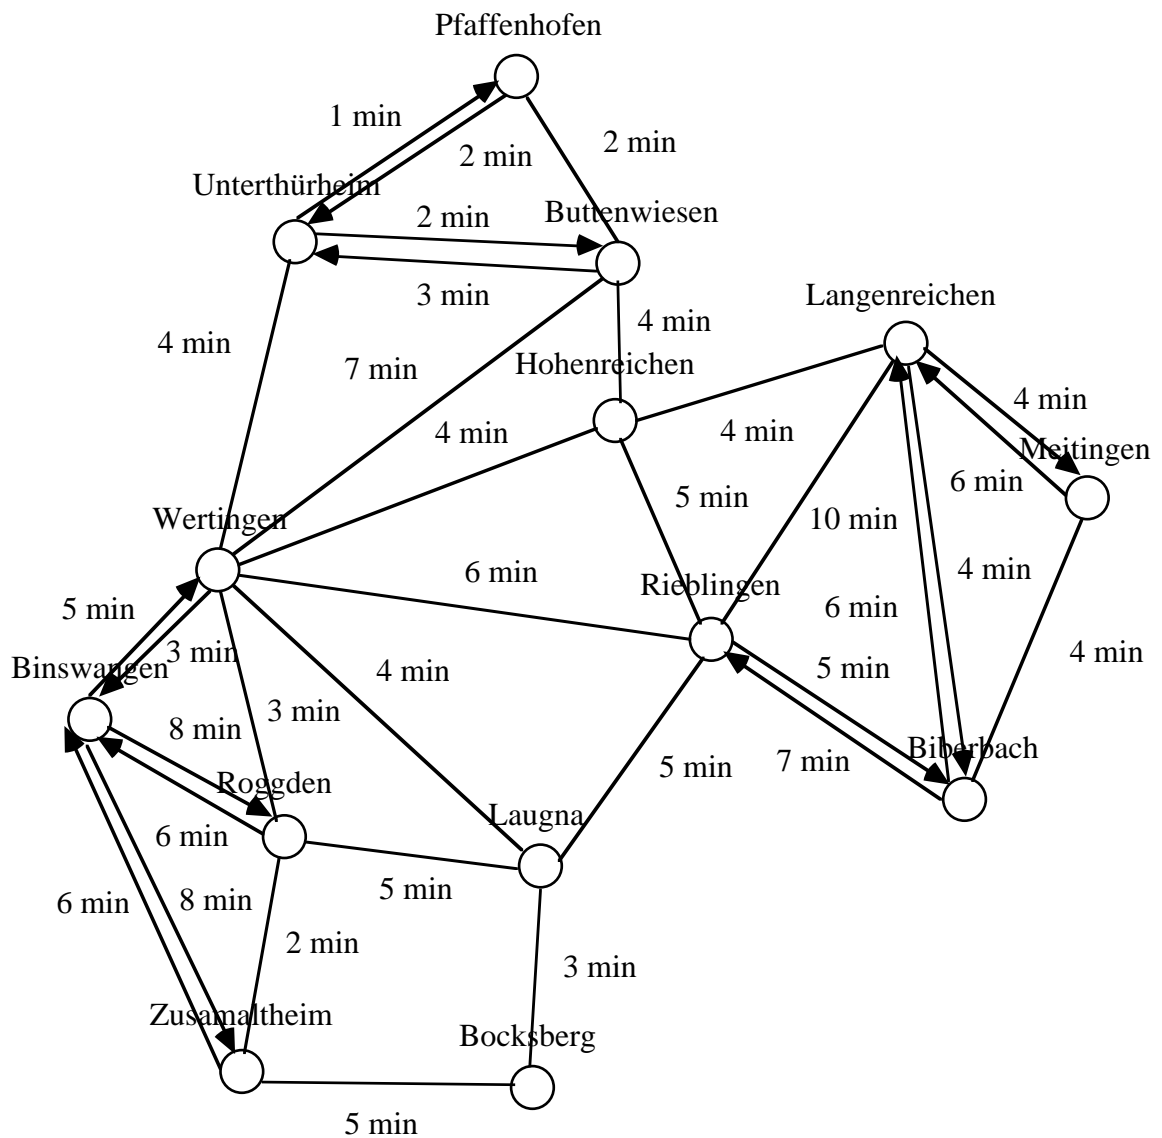 Pfaffenhofen
1 min
2 min
2 min
Unterthürheim
2 min
Buttenwiesen
3 min
Langenreichen
4 min
4 min
7 min
Hohenreichen
4 min
4 min
4 min
Meitingen
6 min
5 min
10 min
Wertingen
6 min
4 min
Rieblingen
5 min
6 min
3 min
4 min
5 min
4 min
Binswangen
3 min
8 min
Biberbach
7 min
5 min
Roggden
Laugna
6 min
5 min
6 min
8 min
2 min
3 min
Zusamaltheim
Bocksberg
5 min